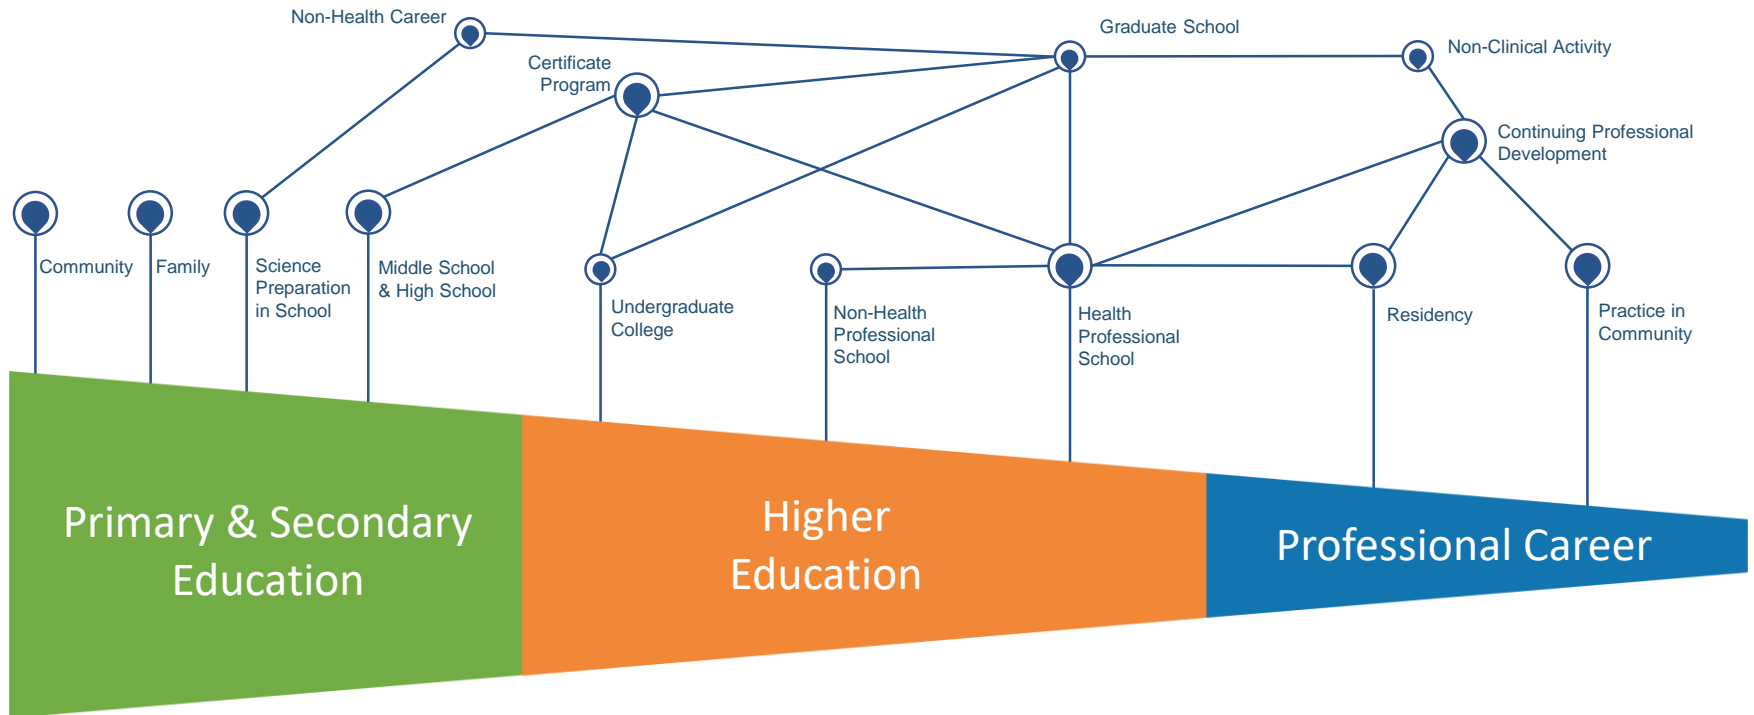 Non-Health Career
Graduate School
Non-Clinical Activity
Certificate
Program
Continuing Professional
Development
Community
Family
Science
Preparation
in School
Middle School
& High School
Undergraduate
College
Non-Health
Professional
School
Health
Professional
School
Residency
Practice in
Community
Primary & Secondary
Education
Higher
Education
Professional Career